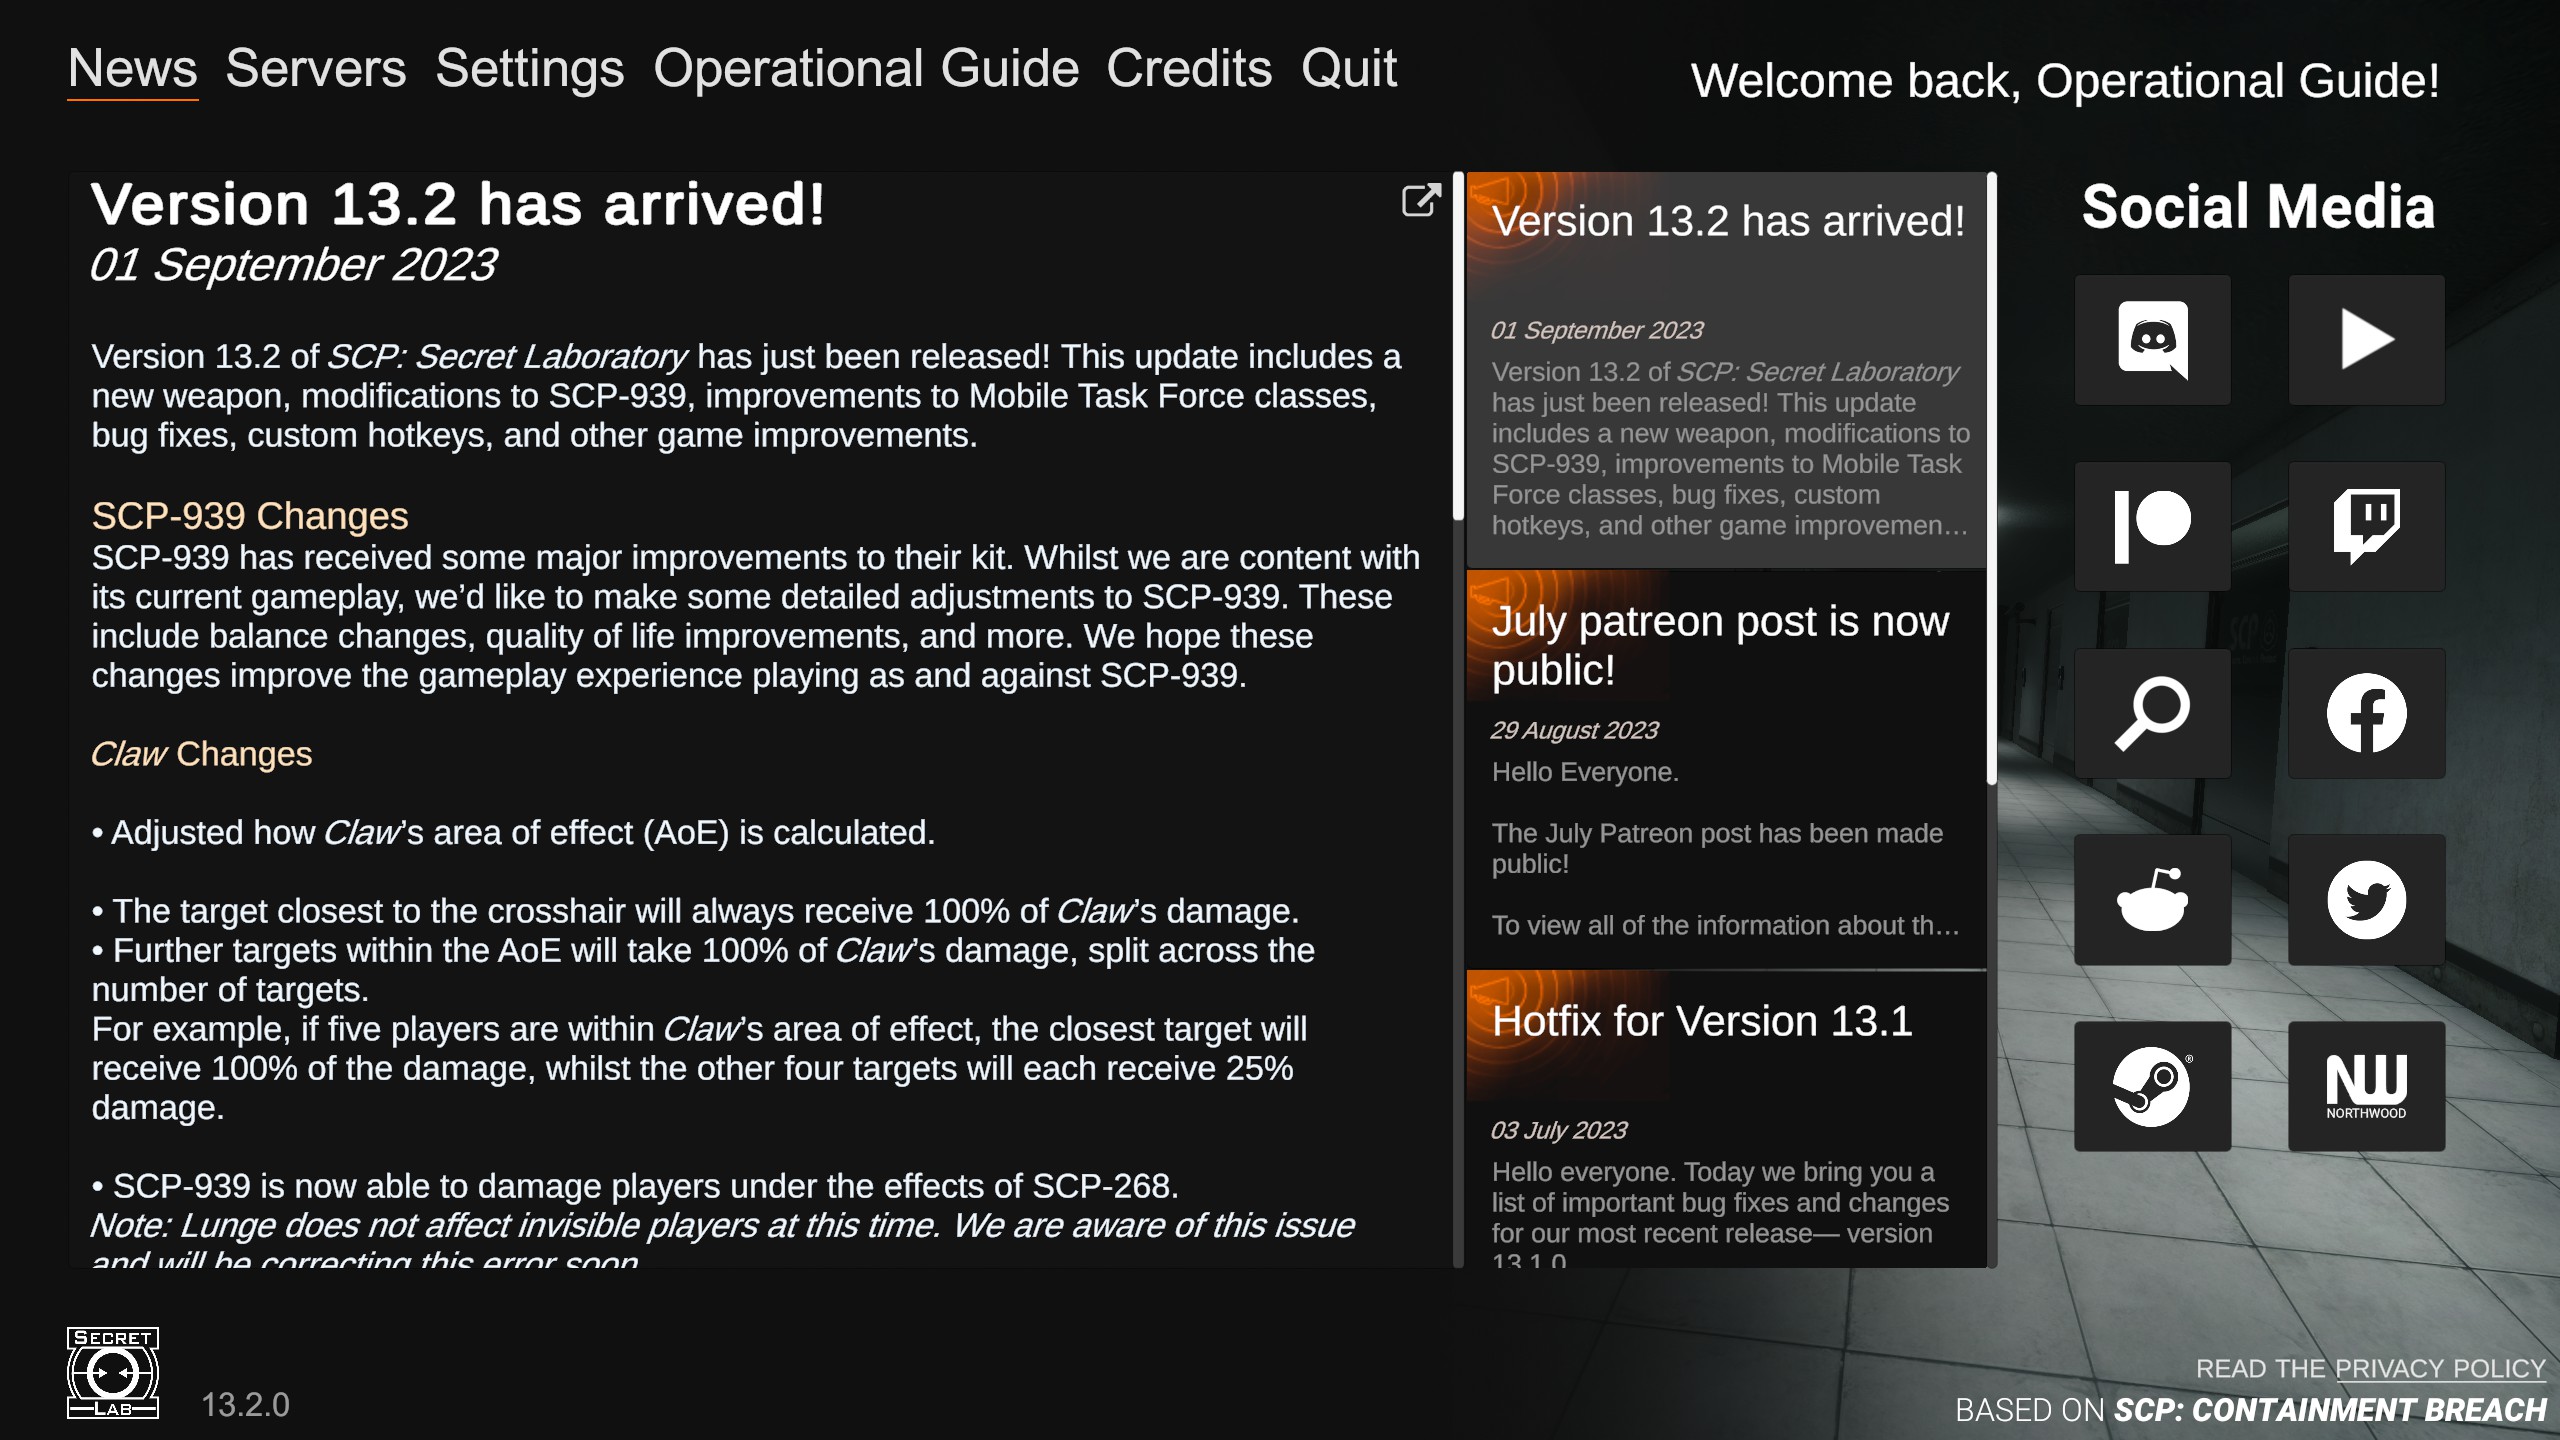 News Servers Settings Operational Guide Credits Quit
Welcome back, Operational Guide!
Version 13.2 has arrived!
01 September 2023
Version 13.2 of SCP: Secret Laboratory has just been released! This update includes a
new weapon, modifications to SCP-939, improvements to Mobile Task Force classes,
bug fixes, custom hotkeys, and other game improvements.
SCP-939 Changes
SCP-939 has received some major improvements to their kit. Whilst we are content with
its current gameplay, we’d like to make some detailed adjustments to SCP-939. These
include balance changes, quality of life improvements, and more. We hope these
changes improve the gameplay experience playing as and against SCP-939.
Claw Changes
• Adjusted how Claw’s area of effect (AoE) is calculated.
• The target closest to the crosshair will always receive 100% of Claw’s damage.
• Further targets within the AoE will take 100% of Claw’s damage, split across the
number of targets.
For example, if five players are within Claw’s area of effect, the closest target will
receive 100% of the damage, whilst the other four targets will each receive 25%
damage.
• SCP-939 is now able to damage players under the effects of SCP-268.
Note: Lunge does not affect invisible players at this time. We are aware of this issue
and will be correcting this error soon
Version 13.2 has arrived!
01 September 2023
Version 13.2 of SCP: Secret Laboratory
has just been released! This update
includes a new weapon, modifications to
SCP-939, improvements to Mobile Task
Force classes, bug fixes, custom
hotkeys, and other game improvemen...
July patreon post is now
public!
29 August 2023
Hello Everyone.
The July Patreon post has been made
public!
To view all of the information about th...
Hotfix for Version 13.1
03 July 2023
Hello everyone. Today we bring you a
list of important bug fixes and changes
for our most recent release— version
13.1.0
Social Media
NW
NORTHWOOD
SECRET
LAB
13.2.0
READ THE PRIVACY POLICY
BASED ON SCP: CONTAINMENT BREACH